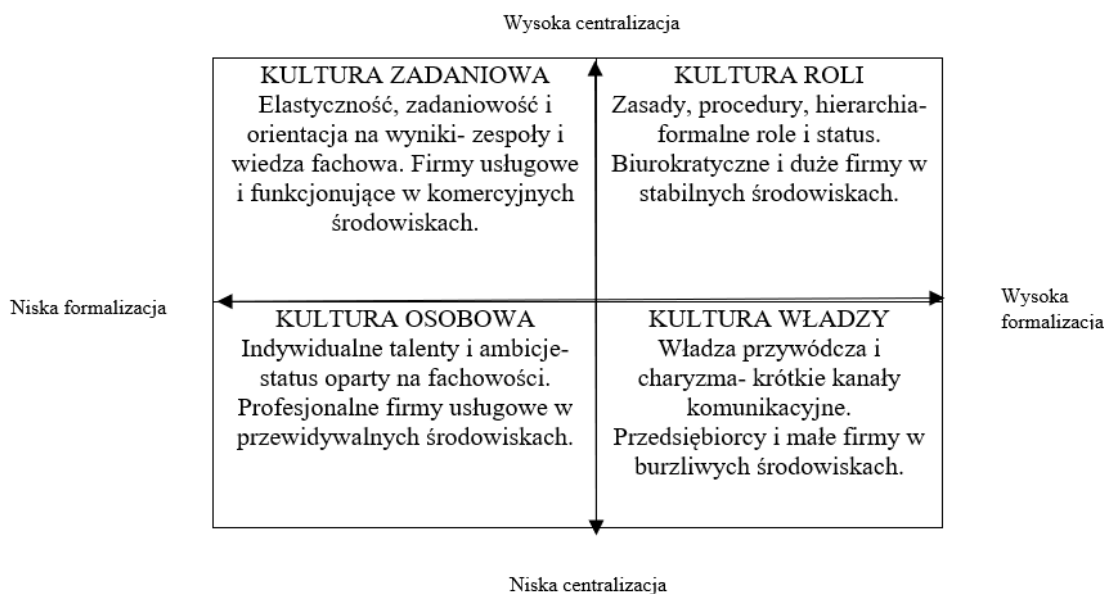 Wysoka centralizacja
KULTURA ZADANIOWA
Elastyczność, zadaniowość i
orientacja na wyniki- zespoły i
wiedza fachowa. Firmy usługowe
i funkcjonujące w komercyjnych
środowiskach.
KULTURA ROLI
Zasady, procedury, hierarchia-
formalne role i status.
Biurokratyczne i duże firmy w
stabilnych środowiskach.
Niska formalizacja
Wysoka
formalizacja
KULTURA OSOBOWA
Indywidualne talenty i ambicje-
status oparty na fachowości.
Profesjonalne firmy usługowe w
przewidywalnych środowiskach.
KULTURA WŁADZY
Władza przywódcza i
charyzma- krótkie kanały
komunikacyjne.
Przedsiębiorcy i małe firmy w
burzliwych środowiskach.
Niska centralizacja